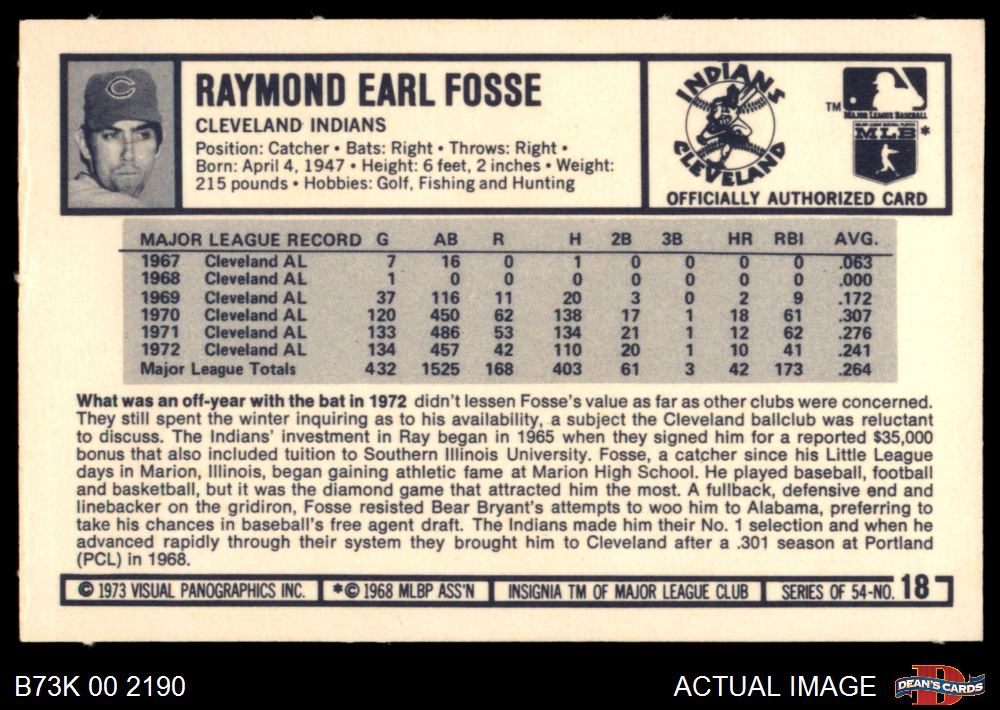 C
RAYMOND EARL FOSSE
CLEVELAND INDIANS
Position: Catcher • Bats: Right • Throws: Right •
Born: April 4, 1947 • Height: 6 feet, 2 inches • Weight:
215 pounds • Hobbies: Golf, Fishing and Hunting
INDIANS
CLEVELAND
TM
MAJOR LEAGUE BASEBALL
MAJOR LEAGUE BASEBALL PLAYERS
MLB*
OFFICIALLY AUTHORIZED CARD
MAJOR LEAGUE RECORD G AB R H 2B 3B HR RBI AVG.
1967 Cleveland AL 7 16 0 1 0 0 0 0 .063
1968 Cleveland AL 1 0 0 0 0 0 0 0 .000
1969 Cleveland AL 37 116 11 20 3 0 2 9 .172
1970 Cleveland AL 120 450 62 138 17 1 18 61 .307
1971 Cleveland AL 133 486 53 134 21 1 12 62 .276
1972 Cleveland AL 134 457 42 110 20 1 10 41 .241
Major League Totals 432 1525 168 403 61 3 42 173 .264
What was an off-year with the bat in 1972 didn't lessen Fosse's value as far as other clubs were concerned.
They still spent the winter inquiring as to his availability, a subject the Cleveland ballclub was reluctant
to discuss. The Indians' investment in Ray began in 1965 when they signed him for a reported $35,000
bonus that also included tuition to Southern Illinois University. Fosse, a catcher since his Little League
days in Marion, Illinois, began gaining athletic fame at Marion High School. He played baseball, football
and basketball, but it was the diamond game that attracted him the most. A fullback, defensive end and
linebacker on the gridiron, Fosse resisted Bear Bryant's attempts to woo him to Alabama, preferring to
take his chances in baseball's free agent draft. The Indians made him their No. 1 selection and when he
advanced rapidly through their system they brought him to Cleveland after a .301 season at Portland
(PCL) in 1968.
© 1973 VISUAL PANOGRAPHICS INC. *© 1968 MLBP ASS'N INSIGNIA TM OF MAJOR LEAGUE CLUB SERIES OF 54-NO. 18
B73K 00 2190
ACTUAL IMAGE
D
DEAN'S CARDS